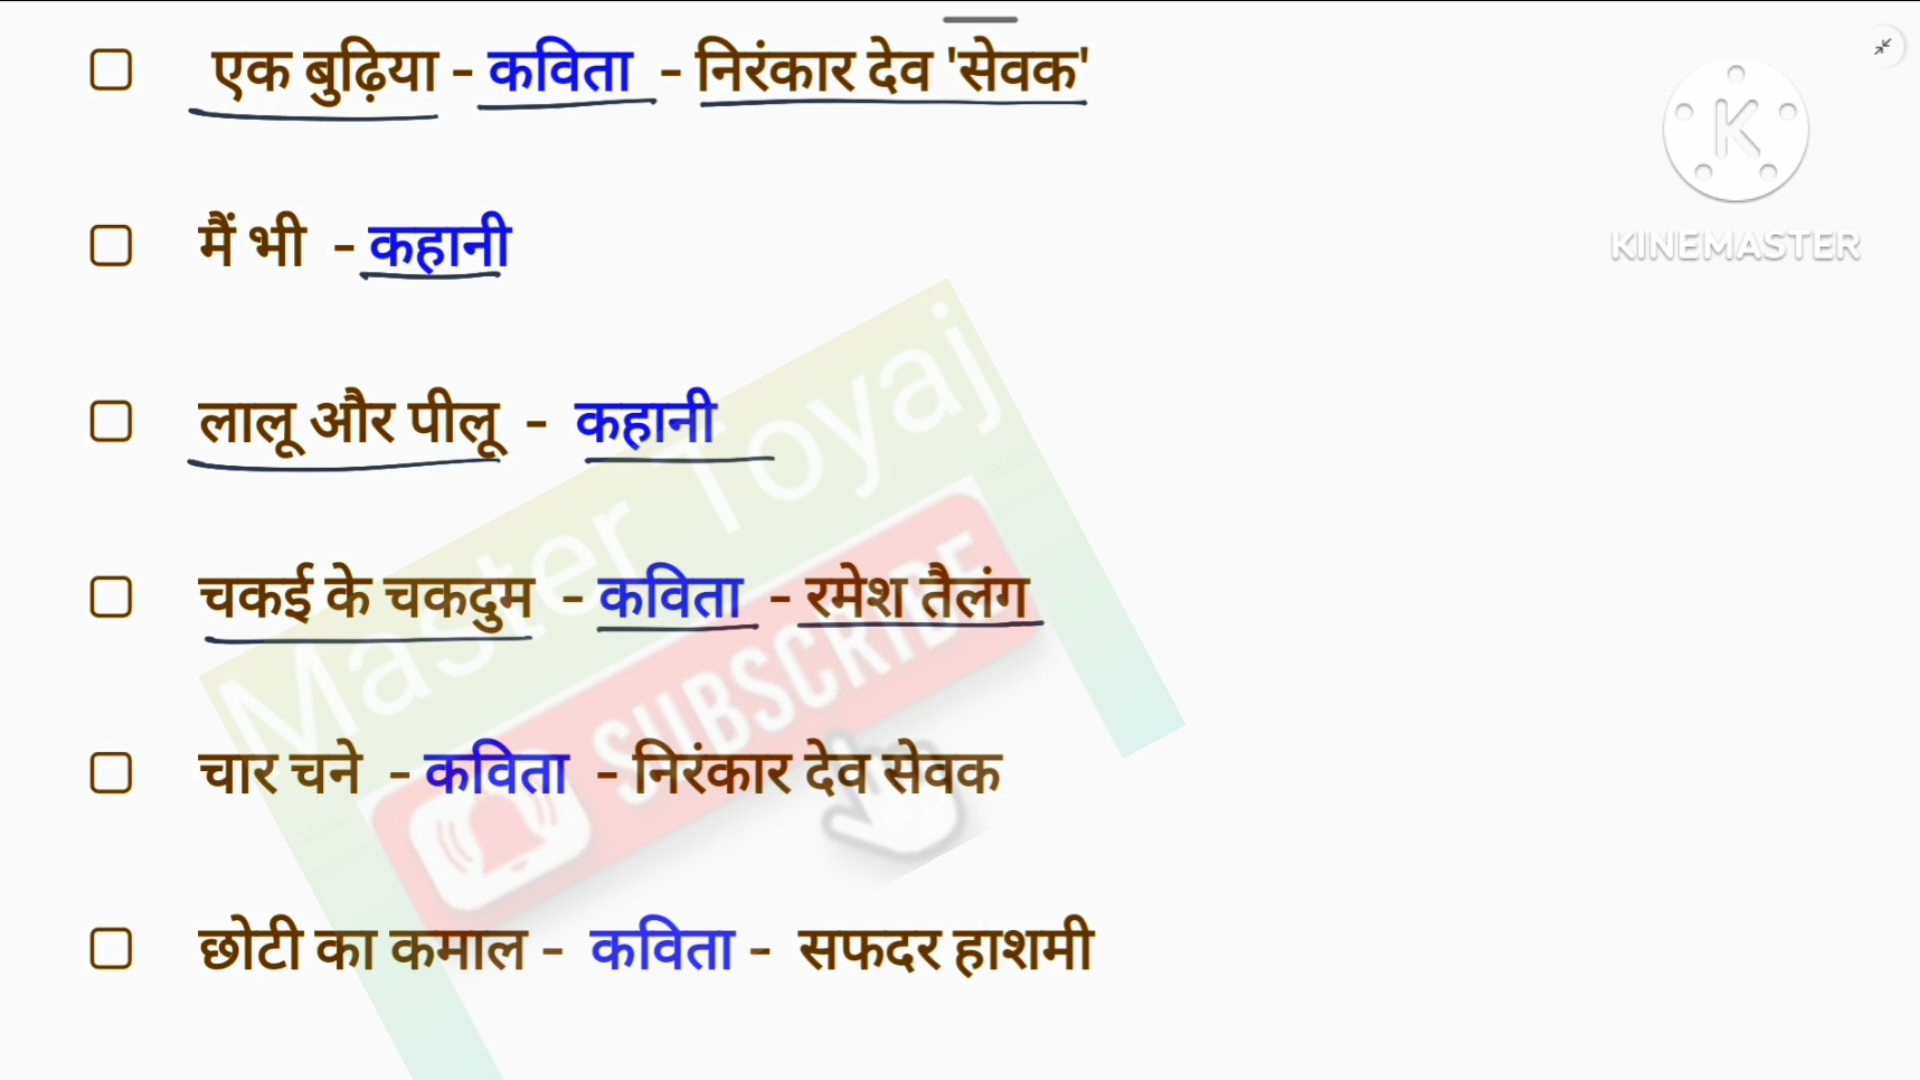 एक बुढ़िया - कविता - निरंकार देव 'सेवक'
K
KINEMASTER
मैं भी - कहानी
लालू और पीलू - कहानी
Master Toyaj
चकई के चकदुम - कविता - रमेश तैलंग
SUBSCRIBE
चार चने - कविता - निरंकार देव सेवक
छोटी का कमाल - कविता - सफदर हाशमी